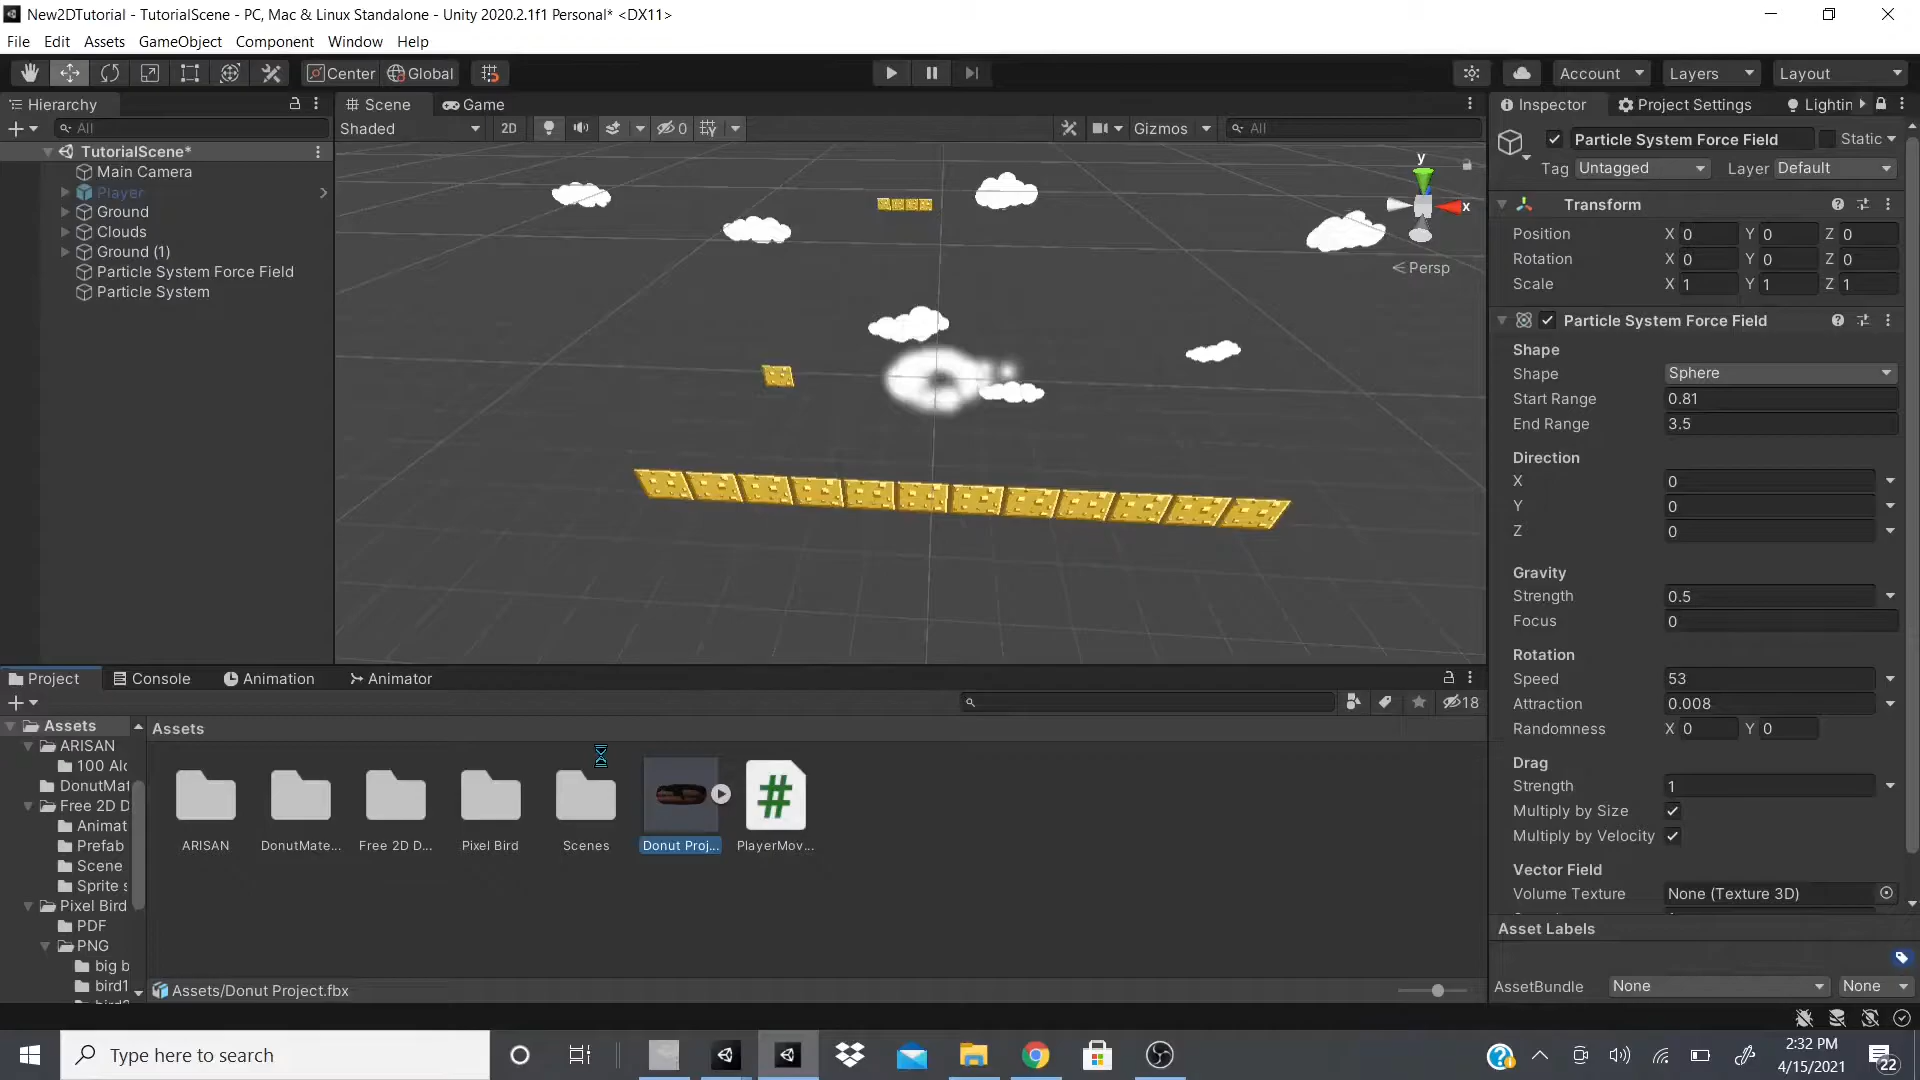 New2DTutorial - TutorialScene - PC, Mac & Linux Standalone - Unity 2020.2.1f1 Personal* <DX11>
File Edit Assets GameObject Component Window Help
Center Global Account Layers Layout
Hierarchy
All
TutorialScene*
Main Camera
Player
Ground
Clouds
Ground (1)
Particle System Force Field
Particle System
Scene Game
Shaded 2D 0 Gizmos All
y
x
Persp
Inspector Project Settings Lightin
Particle System Force Field Static
Tag Untagged Layer Default
Transform
Position X 0 Y 0 Z 0
Rotation X 0 Y 0 Z 0
Scale X 1 Y 1 Z 1
Particle System Force Field
Shape
Shape Sphere
Start Range 0.81
End Range 3.5
Direction
X 0
Y 0
Z 0
Gravity
Strength 0.5
Focus 0
Rotation
Speed 53
Attraction 0.008
Randomness X 0 Y 0
Drag
Strength 1
Multiply by Size
Multiply by Velocity
Vector Field
Volume Texture None (Texture 3D)
Asset Labels
AssetBundle None None
Project Console Animation Animator
18
Assets
ARISAN
100 Alc
DonutMat
Free 2D D
Animat
Prefab
Scene
Sprite s
Pixel Bird
PDF
PNG
big b
bird1
Assets
ARISAN DonutMate... Free 2D D... Pixel Bird Scenes Donut Proj... PlayerMov...
Assets/Donut Project.fbx
Type here to search
2:32 PM
4/15/2021
22